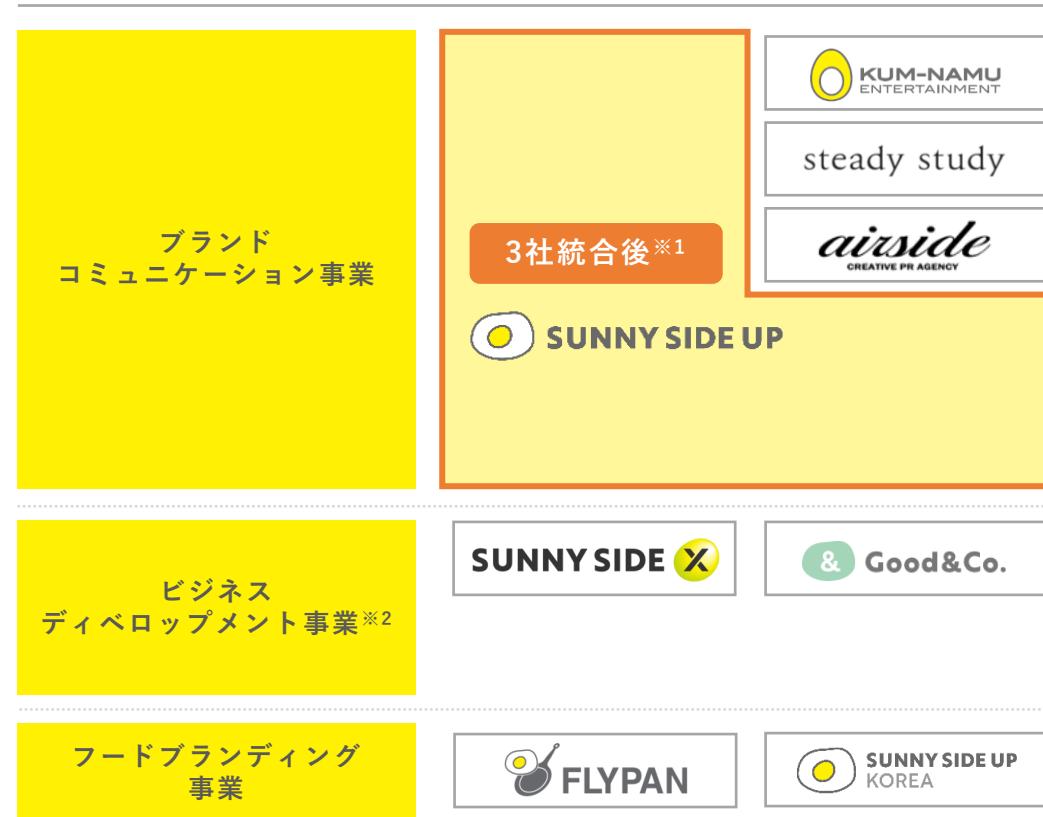 ブランド
コミュニケーション事業
3社統合後※1
SUNNY SIDE UP
KUM-NAMU
ENTERTAINMENT
steady study
airside
CREATIVE PR AGENCY
ビジネス
ディベロップメント事業※2
SUNNY SIDE X
& Good&Co.
フードブランディング
事業
FLYPAN
SUNNY SIDE UP
KOREA